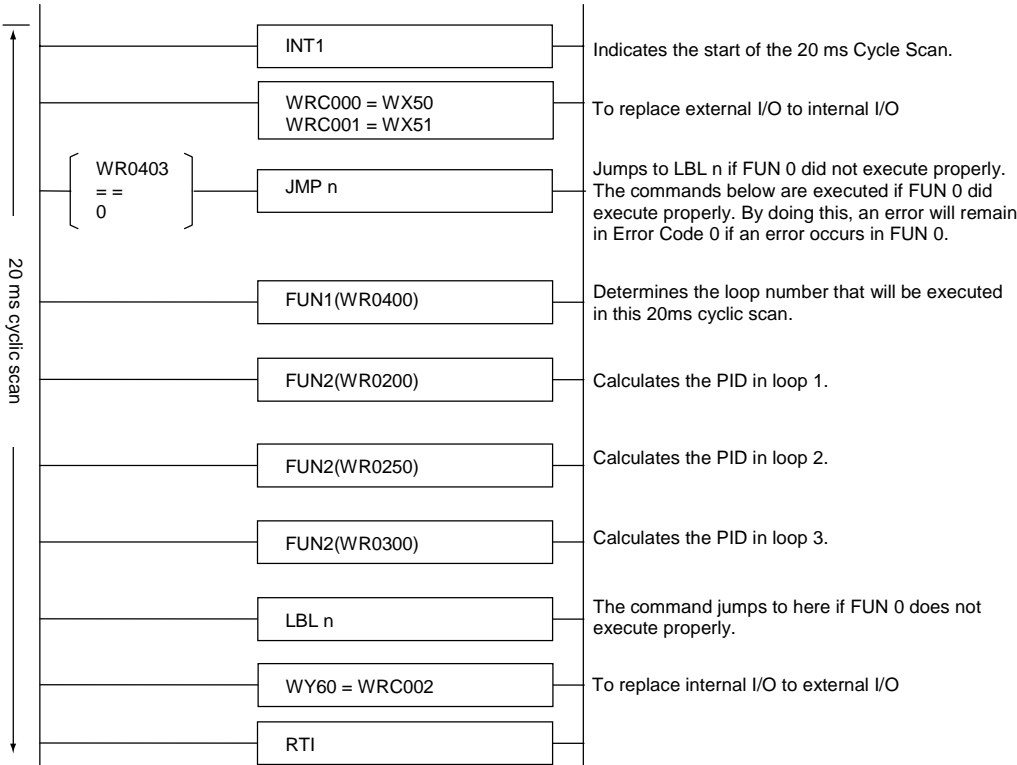 INT1
Indicates the start of the 20 ms Cycle Scan.
WRC000 = WX50
WRC001 = WX51
To replace external I/O to internal I/O
WR0403
= =
0
JMP n
Jumps to LBL n if FUN 0 did not execute properly.
The commands below are executed if FUN 0 did
execute properly. By doing this, an error will remain
in Error Code 0 if an error occurs in FUN 0.
20 ms cyclic scan
FUN1(WR0400)
Determines the loop number that will be executed
in this 20ms cyclic scan.
FUN2(WR0200)
Calculates the PID in loop 1.
FUN2(WR0250)
Calculates the PID in loop 2.
FUN2(WR0300)
Calculates the PID in loop 3.
LBL n
The command jumps to here if FUN 0 does not
execute properly.
WY60 = WRC002
To replace internal I/O to external I/O
RTI